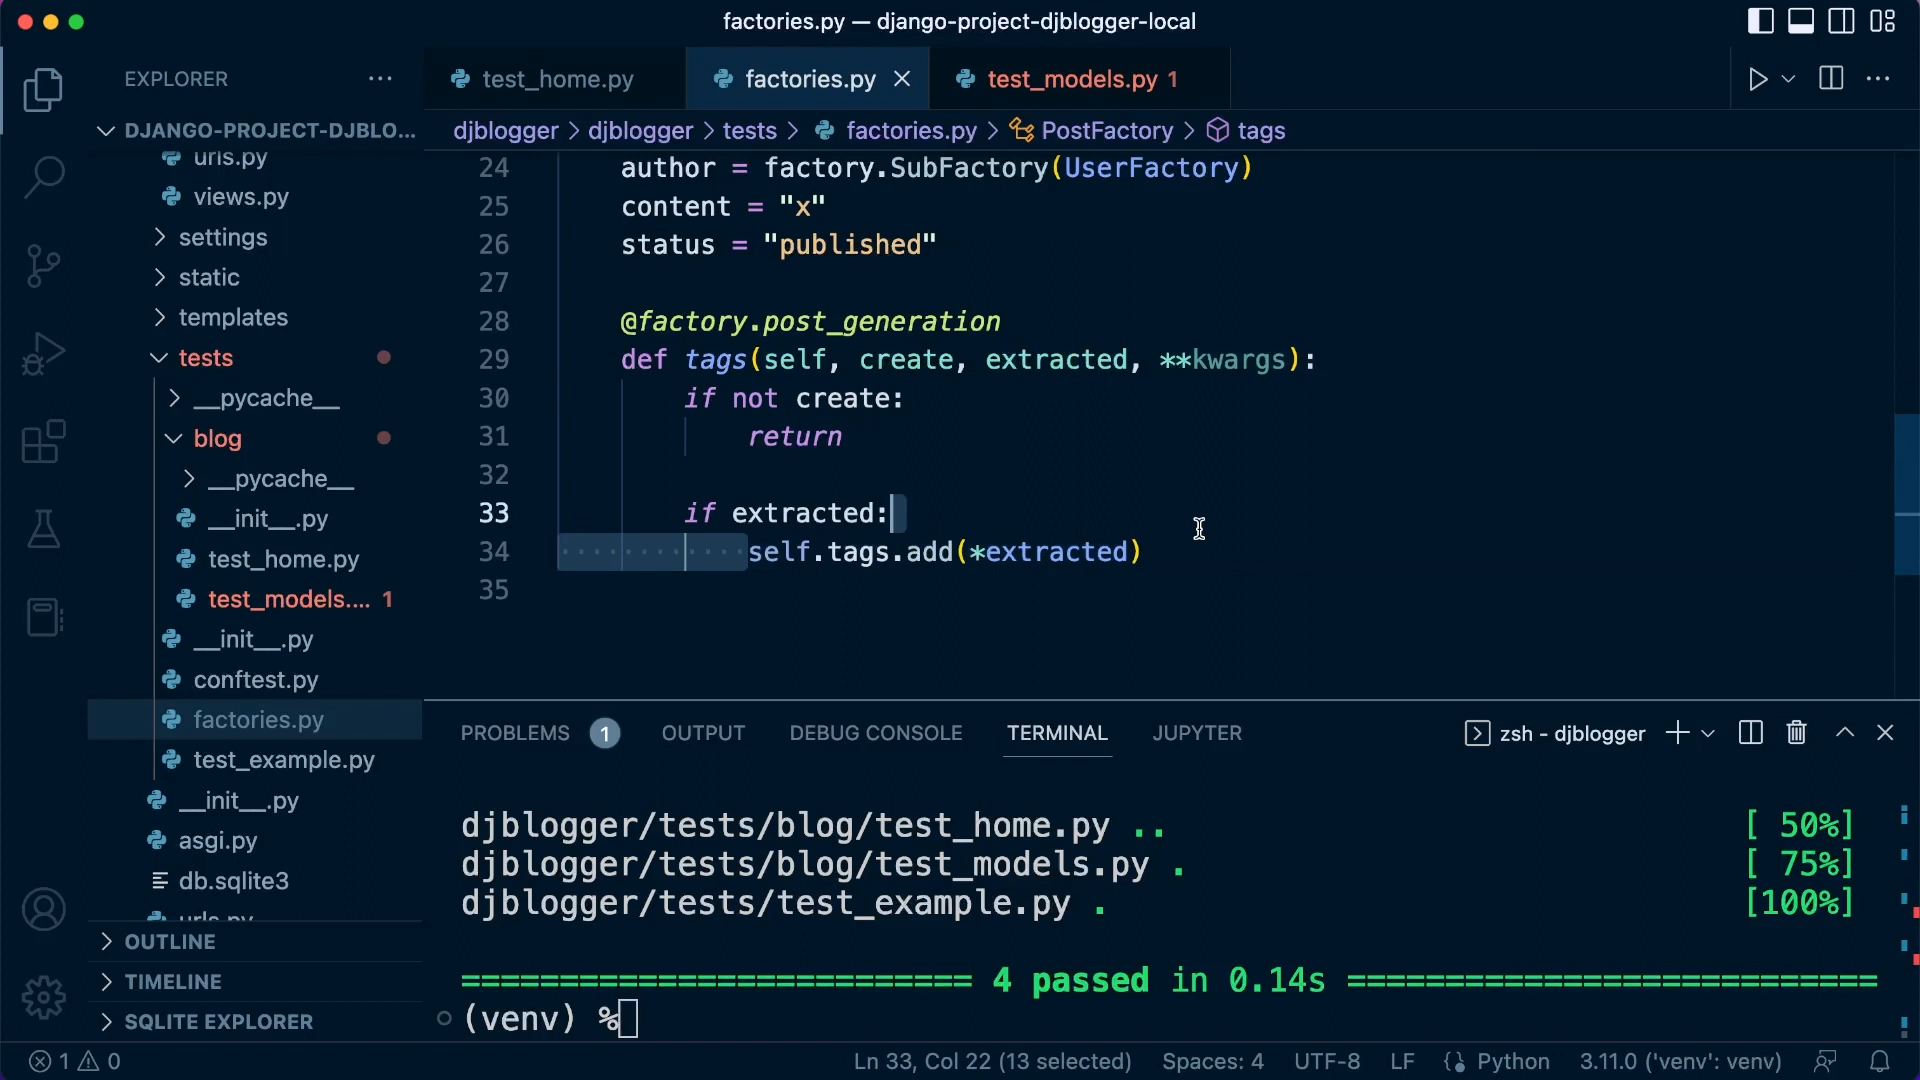 factories.py — django-project-djblogger-local
EXPLORER
DJANGO-PROJECT-DJBLO...
urls.py
views.py
settings
static
templates
tests
__pycache__
blog
__pycache__
__init__.py
test_home.py
test_models.... 1
__init__.py
conftest.py
factories.py
test_example.py
__init__.py
asgi.py
db.sqlite3
urls.py
OUTLINE
TIMELINE
SQLITE EXPLORER
test_home.py factories.py test_models.py 1
djblogger > djblogger > tests > factories.py > PostFactory > tags
24 author = factory.SubFactory(UserFactory)
25 content = "x"
26 status = "published"
27
28 @factory.post_generation
29 def tags(self, create, extracted, **kwargs):
30 if not create:
31 return
32
33 if extracted:
34 self.tags.add(*extracted)
35
PROBLEMS 1 OUTPUT DEBUG CONSOLE TERMINAL JUPYTER zsh - djblogger
djblogger/tests/blog/test_home.py .. [ 50%]
djblogger/tests/blog/test_models.py . [ 75%]
djblogger/tests/test_example.py . [100%]
========================== 4 passed in 0.14s ===========================
(venv) %
1 0 Ln 33, Col 22 (13 selected) Spaces: 4 UTF-8 LF Python 3.11.0 ('venv': venv)